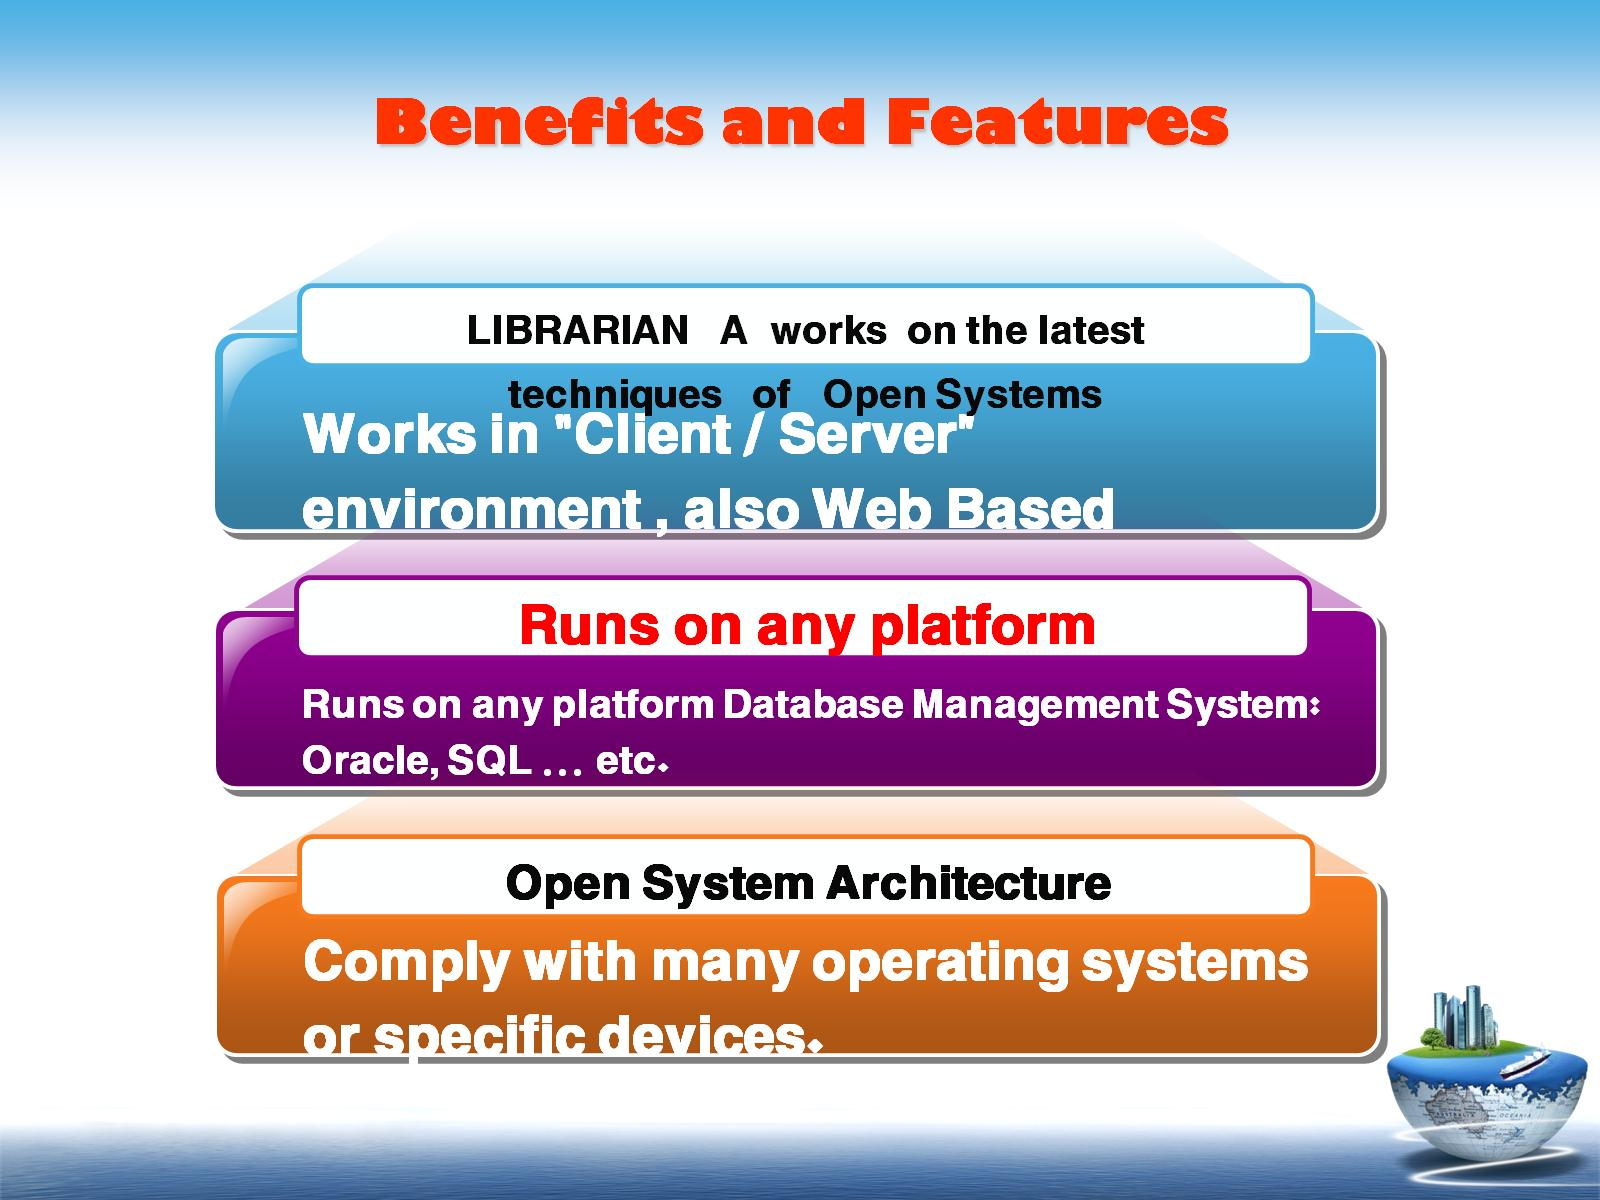 Benefits and Features
LIBRARIAN A works on the latest
techniques of Open Systems
Works in "Client / Server"
environment , also Web Based
Runs on any platform
Runs on any platform Database Management System:
Oracle, SQL ... etc.
Open System Architecture
Comply with many operating systems
or specific devices.
AUSTRALIA
OCEANIA